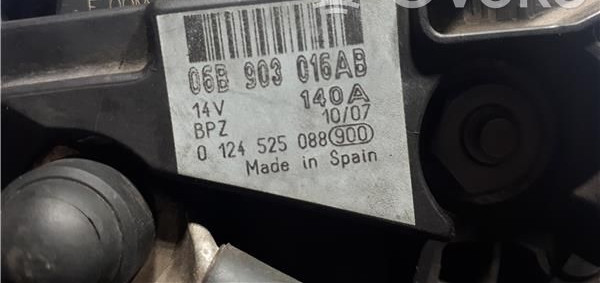 06B 903 016AB
14V 140A
BPZ 10/07
0 124 525 088 900
Made in Spain